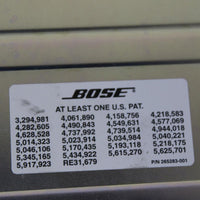 BOSE
AT LEAST ONE U.S. PAT.
3,294,981 4,061,890 4,158,756 4,218,583
4,282,605 4,490,843 4,549,631 4,577,069
4,628,528 4,737,992 4,739,514 4,944,018
5,014,323 5,023,914 5,034,984 5,040,221
5,046,106 5,170,435 5,193,118 5,218,175
5,345,165 5,434,922 5,615,270 5,625,701
5,917,923 RE31,679 P/N 265283-001